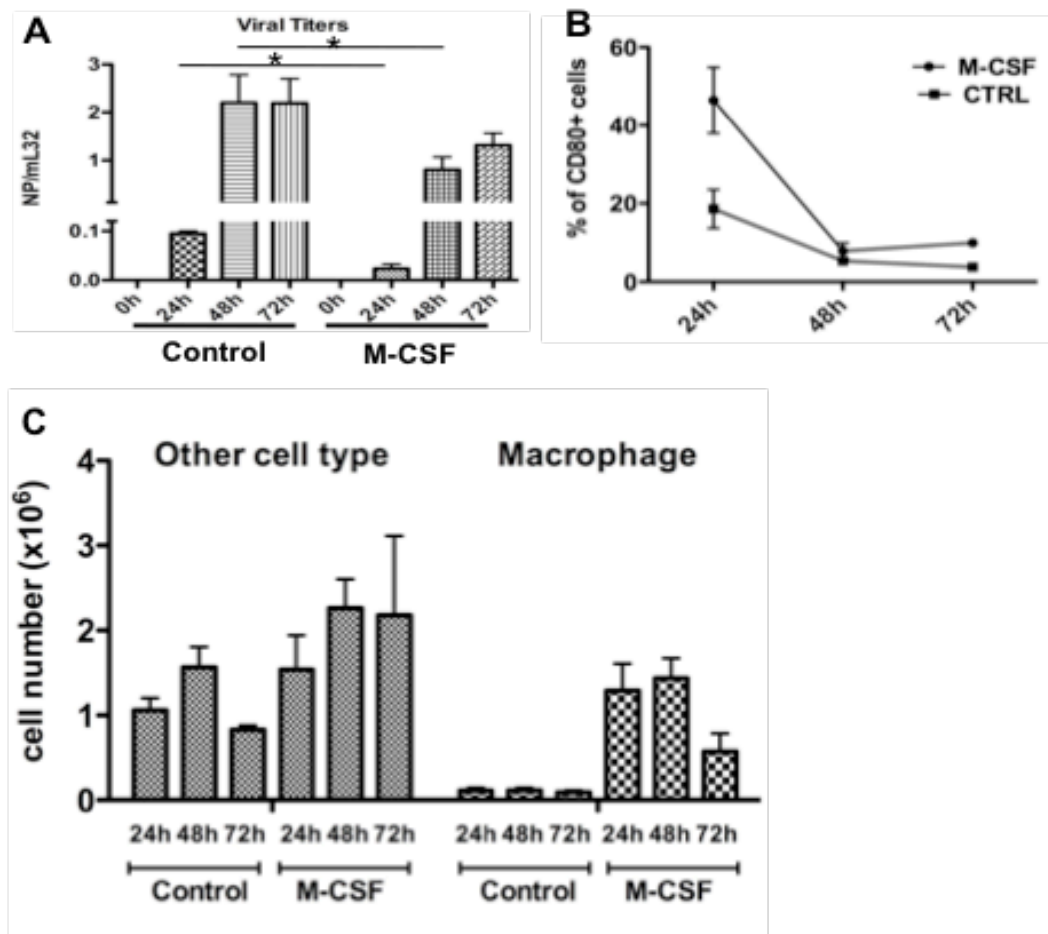 A
Viral Titers
*
*
NP/mL32
3
2
1
0.1
0.0
0h 24h 48h 72h 0h 24h 48h 72h
Control M-CSF
B
% of CD80+ cells
60
40
20
0
M-CSF
CTRL
24h 48h 72h
C
Other cell type Macrophage
cell number (x10⁶)
4
3
2
1
0
24h 48h 72h 24h 48h 72h 24h 48h 72h 24h 48h 72h
Control M-CSF Control M-CSF